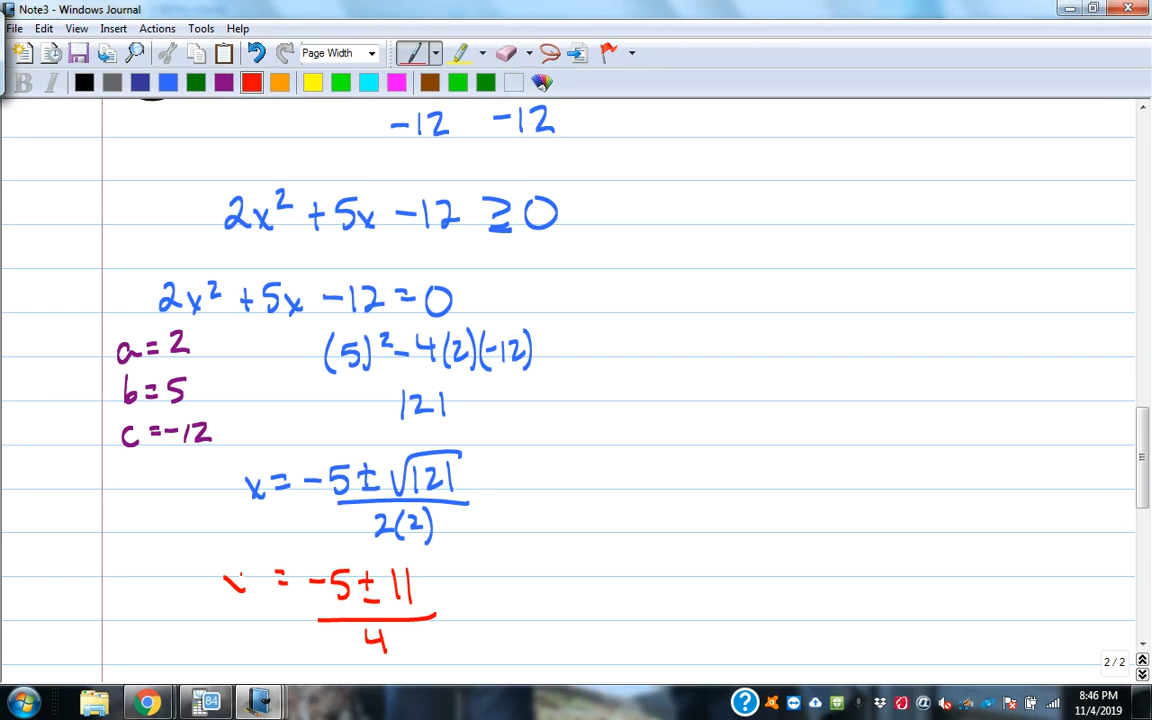 Note3 - Windows Journal
File Edit View Insert Actions Tools Help
Page Width
B I
-12 -12
2x² + 5x - 12 ≥ 0
2x² + 5x - 12 = 0
a = 2 (5)² - 4(2)(-12)
b = 5
121
c = -12
x = -5 ± √121
2(2)
= -5 ± 11
4
2 / 2
84
8:46 PM
11/4/2019